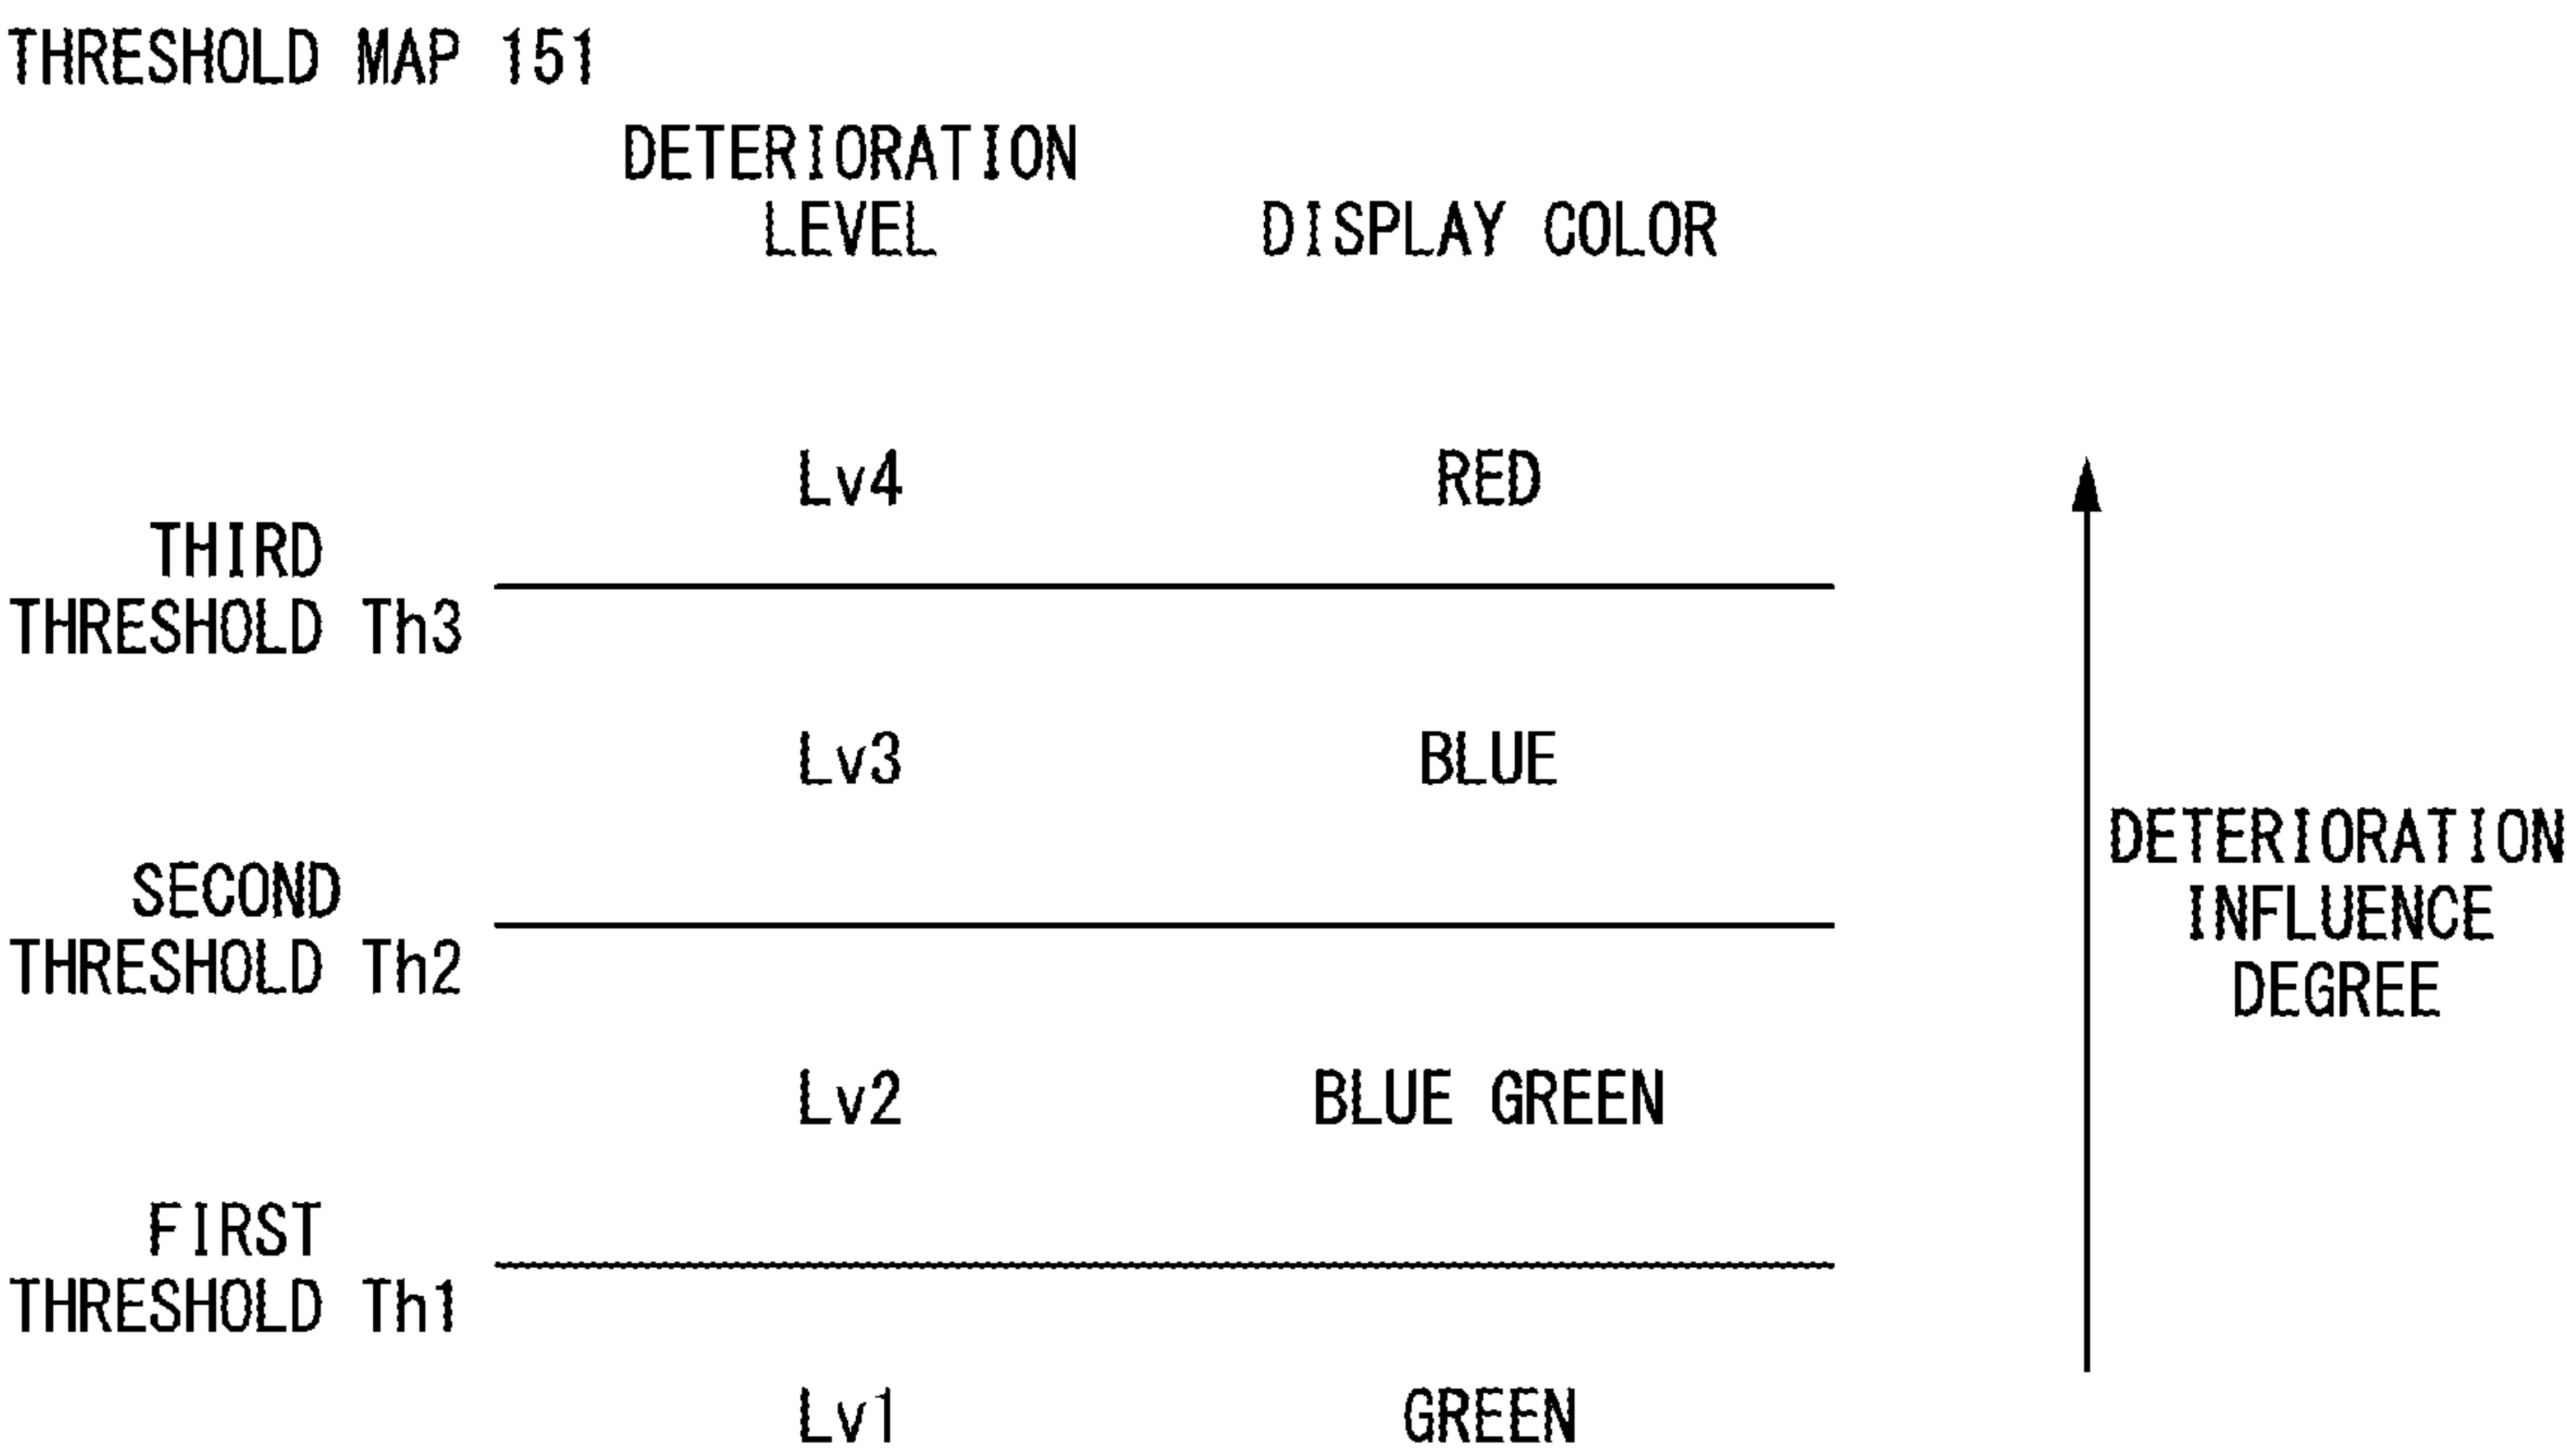 THRESHOLD MAP 151
DETERIORATION
LEVEL
DISPLAY COLOR
Lv4
RED
THIRD
THRESHOLD Th3
Lv3
BLUE
SECOND
THRESHOLD Th2
Lv2
BLUE GREEN
FIRST
THRESHOLD Th1
Lv1
GREEN
DETERIORATION
INFLUENCE
DEGREE